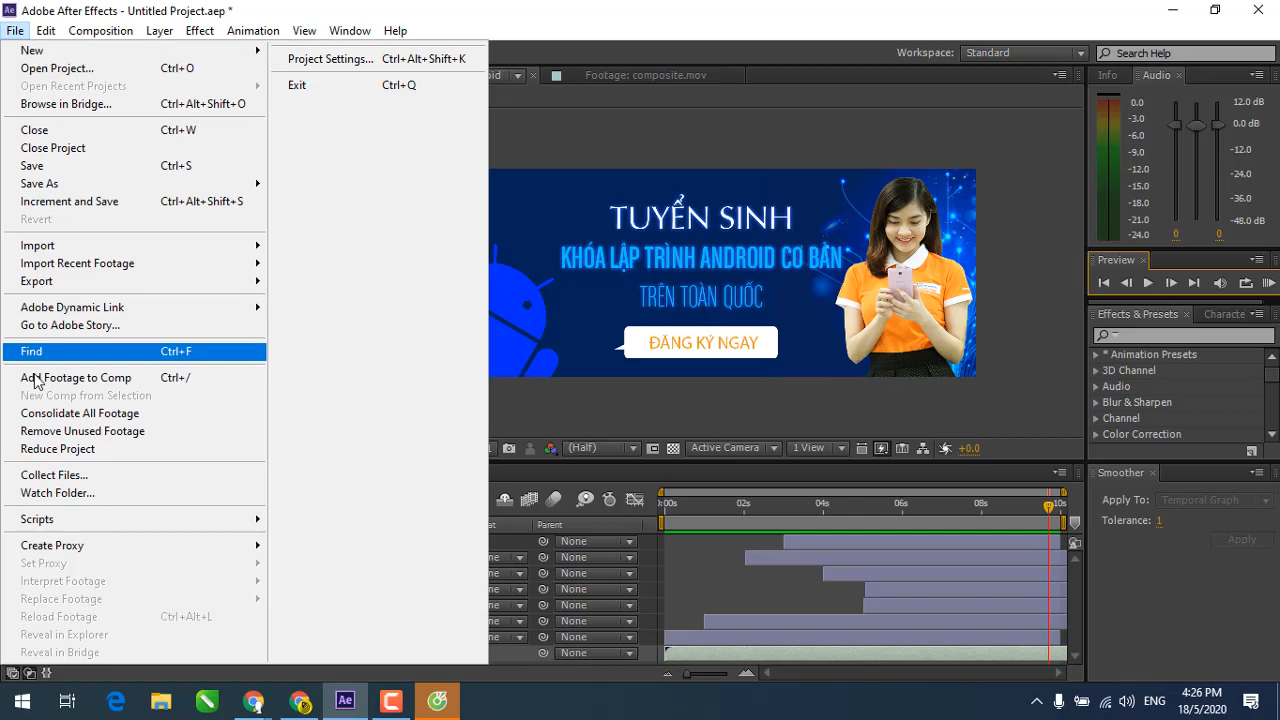 Adobe After Effects - Untitled Project.aep *
File Edit Composition Layer Effect Animation View Window Help
New
Open Project... Ctrl+O
Open Recent Projects
Browse in Bridge... Ctrl+Alt+Shift+O
Close Ctrl+W
Close Project
Save Ctrl+S
Save As
Increment and Save Ctrl+Alt+Shift+S
Revert
Import
Import Recent Footage
Export
Adobe Dynamic Link
Go to Adobe Story...
Find Ctrl+F
Add Footage to Comp Ctrl+/
New Comp from Selection
Consolidate All Footage
Remove Unused Footage
Reduce Project
Collect Files...
Watch Folder...
Scripts
Create Proxy
Set Proxy
Interpret Footage
Replace Footage
Reload Footage Ctrl+Alt+L
Reveal in Explorer
Reveal in Bridge
Project Settings... Ctrl+Alt+Shift+K
Exit Ctrl+Q
Workspace: Standard Search Help
Footage: composite.mov
TUYỂN SINH
KHÓA LẬP TRÌNH ANDROID CƠ BẢN
TRÊN TOÀN QUỐC
ĐĂNG KÝ NGAY
(Half) Active Camera 1 View +0.0
Info Audio
0.0 12.0 dB
-3.0 0.0 dB
-6.0
-9.0 -12.0
-12.0
-15.0 -24.0
-18.0 -36.0
-21.0 -48.0 dB
-24.0 0 0
Preview
Effects & Presets Characte
* Animation Presets
3D Channel
Audio
Blur & Sharpen
Channel
Color Correction
Smoother
Apply To: Temporal Graph
Tolerance: 1
Apply
0:00s 02s 04s 06s 08s 10s
at Parent
None
ne None
ne None
ne None
ne None
ne None
ne None
None
ENG
4:26 PM
18/5/2020